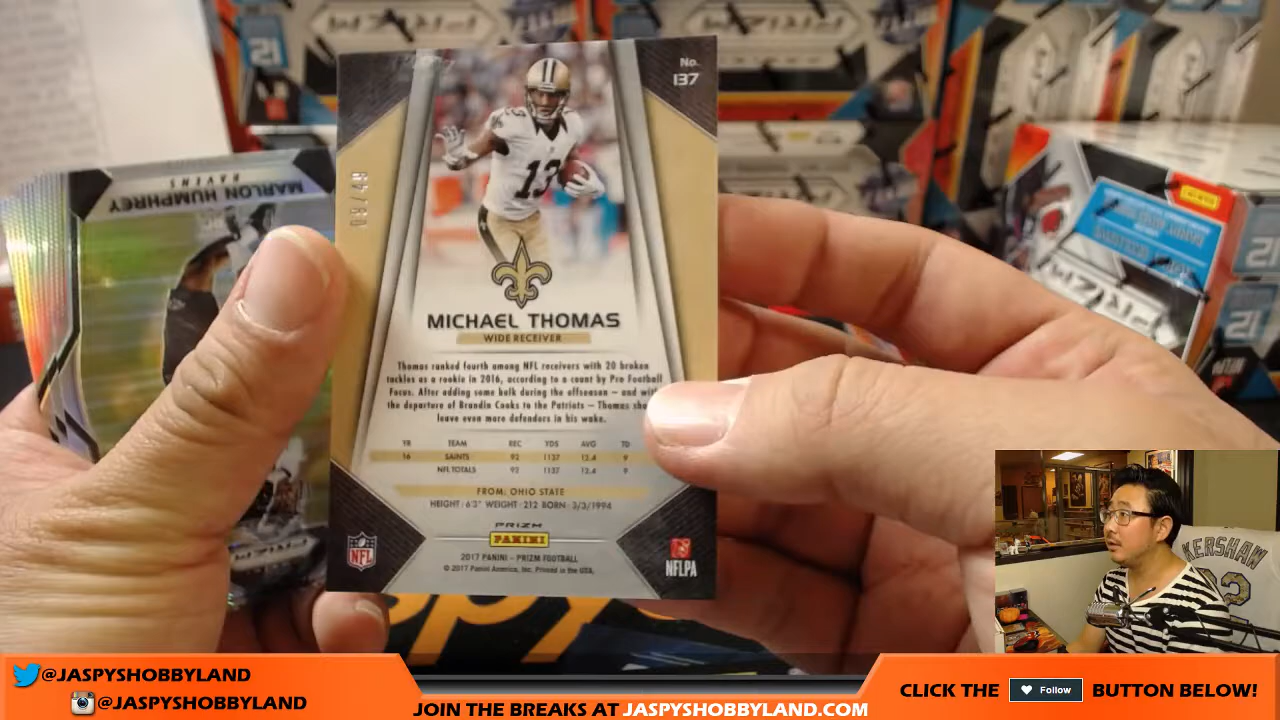 PRIZM
No.
137
MARLON HUMPHREY
RAVENS
13
MICHAEL THOMAS
WIDE RECEIVER
Thomas ranked fourth among NFL receivers with 20 broken
tackles as a rookie in 2016, according to a count by Pro Football
Focus. After adding some bulk during the offseason – and with
the departure of Brandin Cooks to the Patriots – Thomas
leave even more defenders in his wake.
YR TEAM REC YDS AVG TD
16 SAINTS 92 1137 12.4 9
NFL TOTALS 92 1137 12.4 9
FROM: OHIO STATE
HEIGHT: 6'3" WEIGHT: 212 BORN: 3/3/1994
PRIZM
PANINI
2017 PANINI – PRIZM FOOTBALL
© 2017 Panini America, Inc. Printed in the USA.
NFL
NFLPA
PRIZM
KERSHAW
@JASPYSHOBBYLAND
@JASPYSHOBBYLAND
JOIN THE BREAKS AT JASPYSHOBBYLAND.COM
CLICK THE Follow BUTTON BELOW!